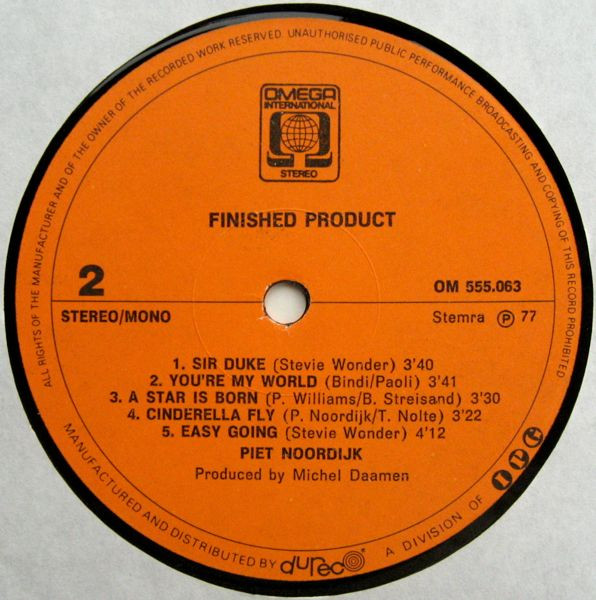 ALL RIGHTS OF THE MANUFACTURER AND OF THE OWNER OF THE RECORDED WORK RESERVED. UNAUTHORISED PUBLIC PERFORMANCE BROADCASTING AND COPYING OF THIS RECORD PROHIBITED
OMEGA
INTERNATIONAL
Ω
STEREO
FINISHED PRODUCT
2
OM 555.063
STEREO/MONO
Stemra Ⓟ 77
1. SIR DUKE (Stevie Wonder) 3'40
2. YOU'RE MY WORLD (Bindi/Paoli) 3'41
3. A STAR IS BORN (P. Williams/B. Streisand) 3'30
4. CINDERELLA FLY (P. Noordijk/T. Nolte) 3'22
5. EASY GOING (Stevie Wonder) 4'12
PIET NOORDIJK
Produced by Michel Daamen
MANUFACTURED AND DISTRIBUTED BY dureco A DIVISION OF